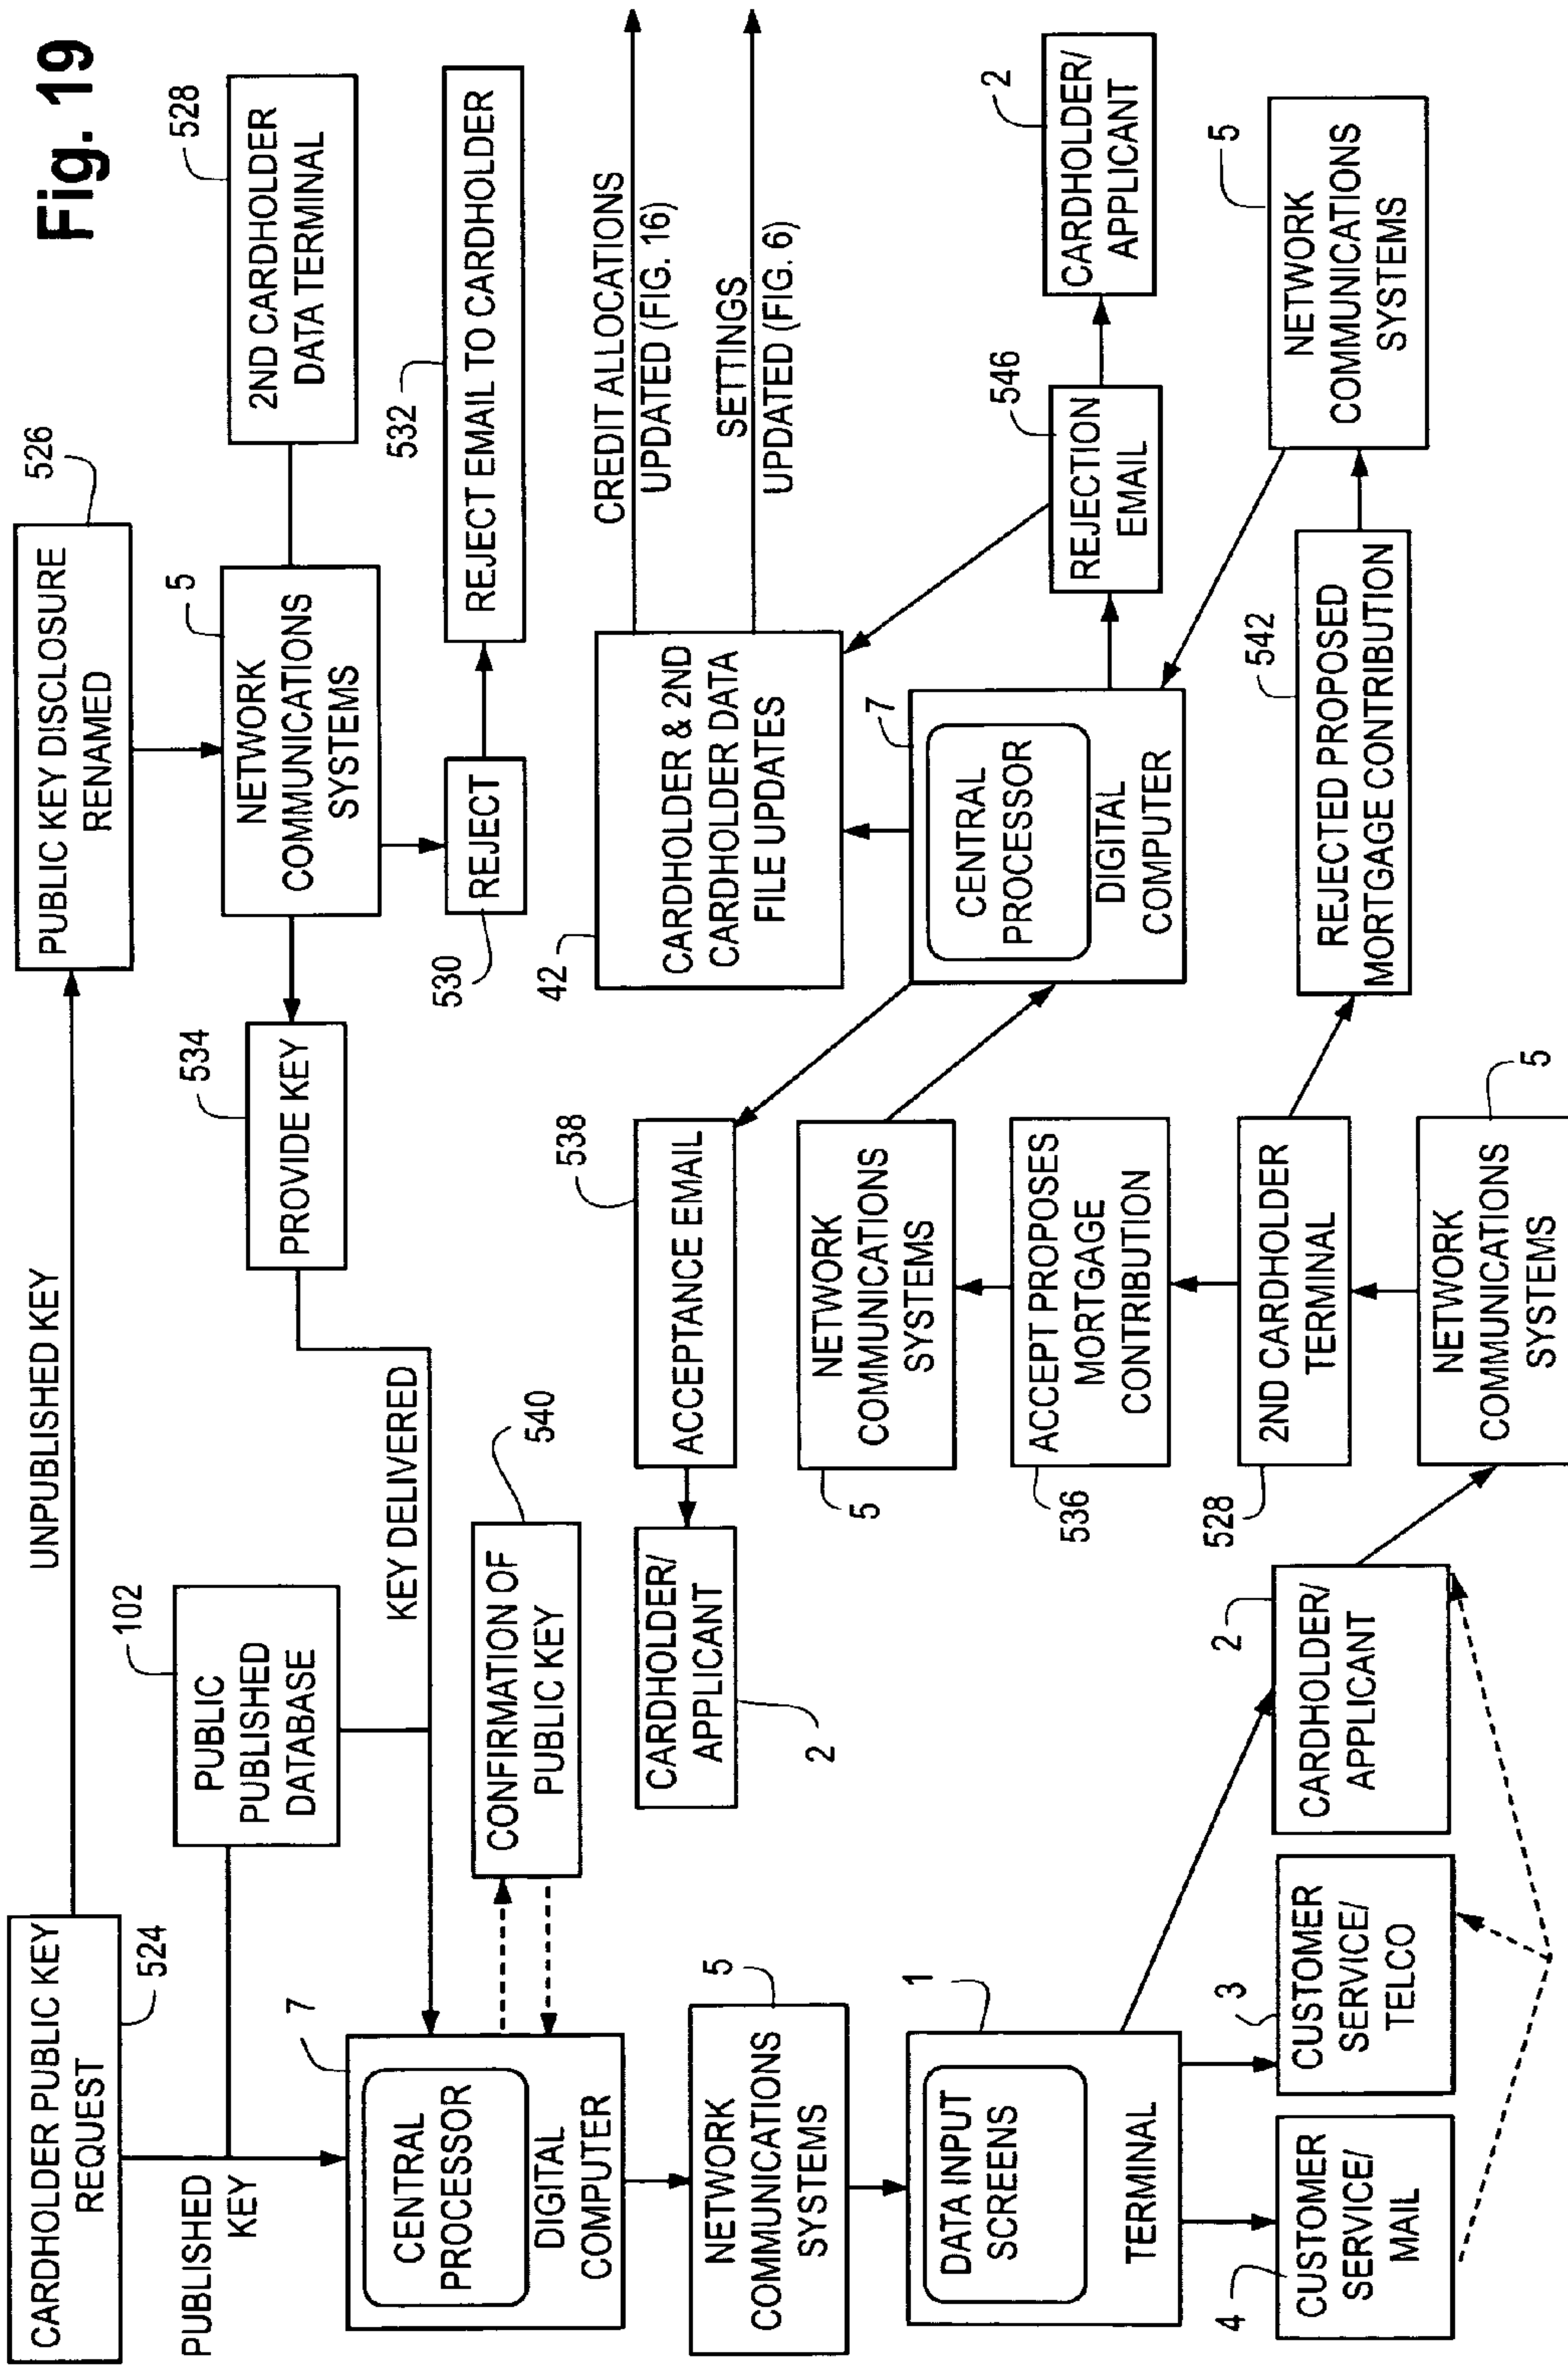 Fig. 19
CARDHOLDER PUBLIC KEY
REQUEST
524
UNPUBLISHED KEY
PUBLIC KEY DISCLOSURE
RENAMED
526
PUBLISHED
KEY
PUBLIC
PUBLISHED
DATABASE
102
NETWORK
COMMUNICATIONS
SYSTEMS
5
2ND CARDHOLDER
DATA TERMINAL
528
PROVIDE KEY
534
KEY DELIVERED
REJECT
530
REJECT EMAIL TO CARDHOLDER
532
CENTRAL
PROCESSOR
DIGITAL
COMPUTER
7
CONFIRMATION OF
PUBLIC KEY
540
NETWORK
COMMUNICATIONS
SYSTEMS
5
CARDHOLDER/
APPLICANT
2
ACCEPTANCE EMAIL
538
CARDHOLDER & 2ND
CARDHOLDER DATA
FILE UPDATES
42
CREDIT ALLOCATIONS
UPDATED (FIG. 16)
SETTINGS
UPDATED (FIG. 6)
DATA INPUT
SCREENS
TERMINAL
1
NETWORK
COMMUNICATIONS
SYSTEMS
5
CENTRAL
PROCESSOR
DIGITAL
COMPUTER
7
ACCEPT PROPOSES
MORTGAGE
CONTRIBUTION
536
REJECTION
EMAIL
546
CARDHOLDER/
APPLICANT
2
CUSTOMER
SERVICE/
MAIL
4
CUSTOMER
SERVICE/
TELCO
3
CARDHOLDER/
APPLICANT
2
2ND CARDHOLDER
TERMINAL
528
REJECTED PROPOSED
MORTGAGE CONTRIBUTION
542
NETWORK
COMMUNICATIONS
SYSTEMS
5
NETWORK
COMMUNICATIONS
SYSTEMS
5